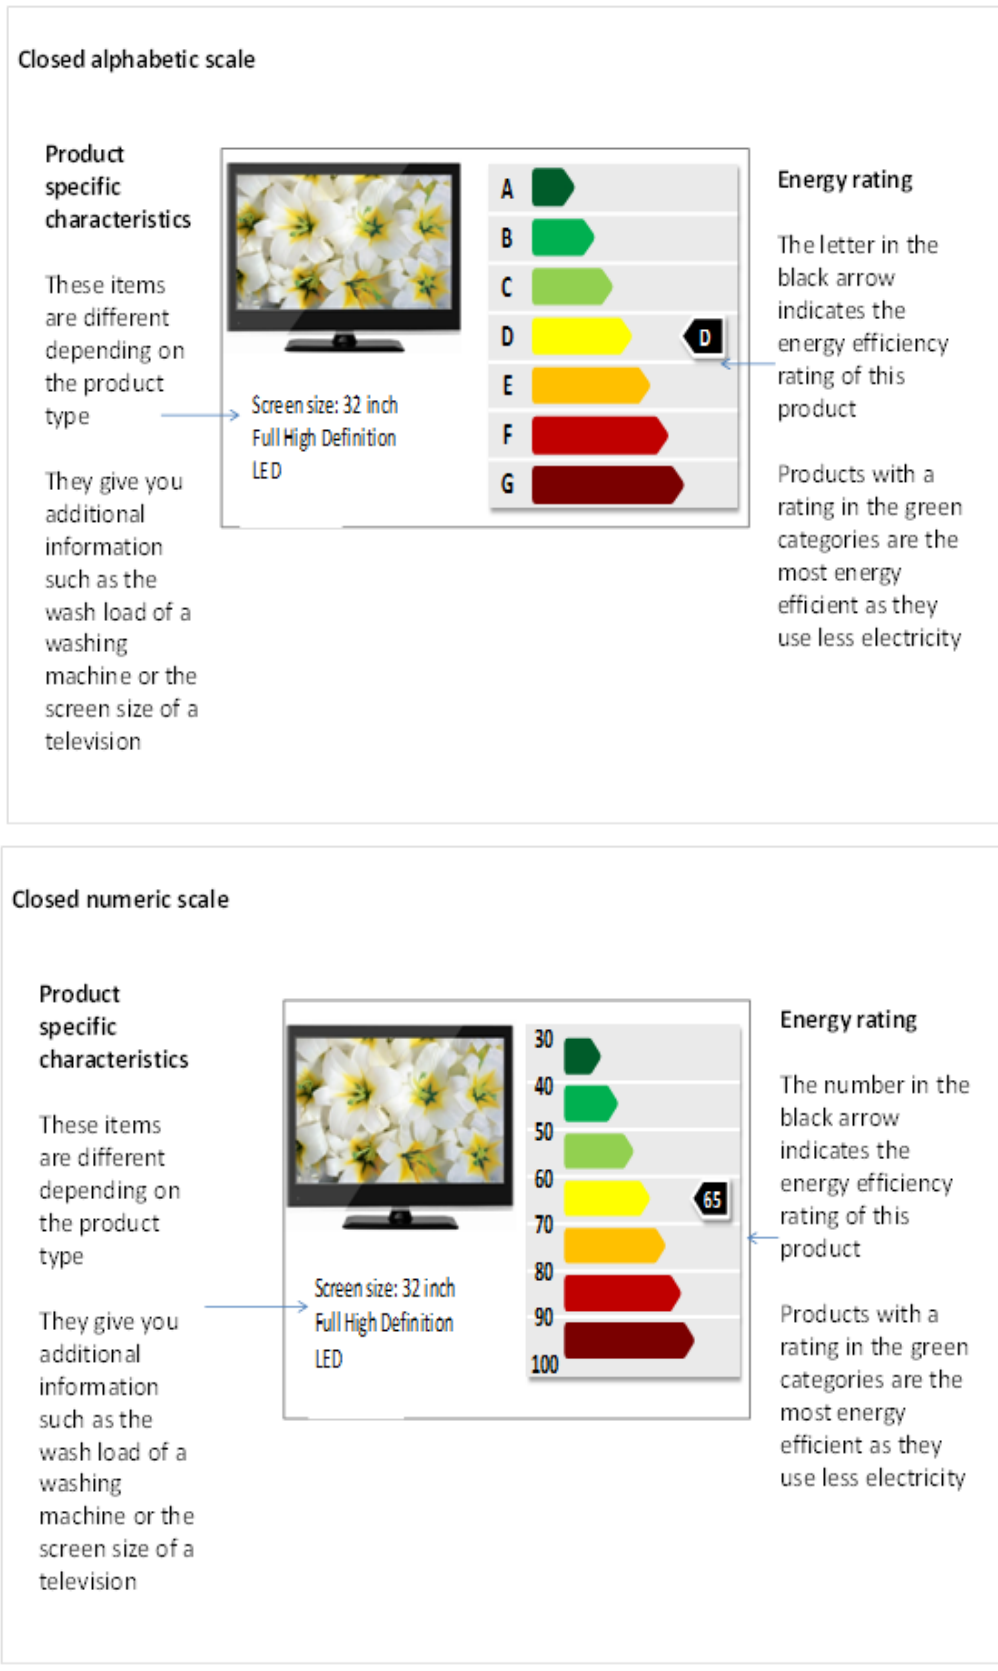 Closed alphabetic scale
Product
specific
characteristics
These items
are different
depending on
the product
type
They give you
additional
information
such as the
wash load of a
washing
machine or the
screen size of a
television
Screen size: 32 inch
Full High Definition
LED
A
B
C
D
D
E
F
G
Energy rating
The letter in the
black arrow
indicates the
energy efficiency
rating of this
product
Products with a
rating in the green
categories are the
most energy
efficient as they
use less electricity
Closed numeric scale
Product
specific
characteristics
These items
are different
depending on
the product
type
They give you
additional
information
such as the
wash load of a
washing
machine or the
screen size of a
television
Screen size: 32 inch
Full High Definition
LED
30
40
50
60
65
70
80
90
100
Energy rating
The number in the
black arrow
indicates the
energy efficiency
rating of this
product
Products with a
rating in the green
categories are the
most energy
efficient as they
use less electricity